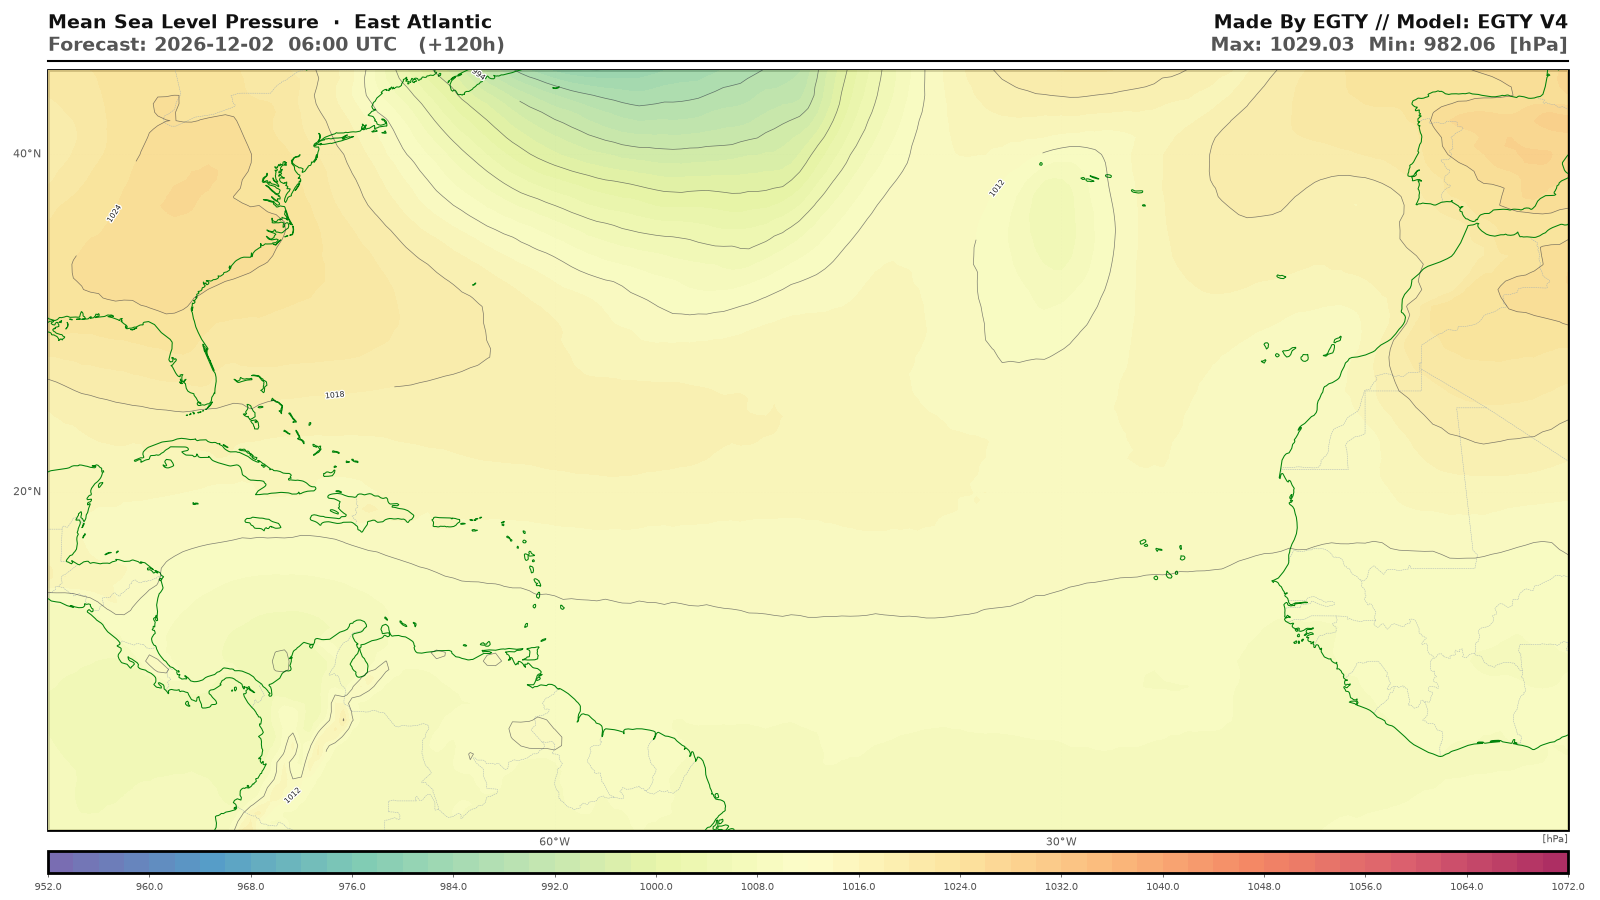 Mean Sea Level Pressure · East Atlantic
Made By EGTY // Model: EGTY V4
Forecast: 2026-12-02 06:00 UTC (+120h)
Max: 1029.03 Min: 982.06 [hPa]
994
40°N
1012
1024
1018
20°N
1012
60°W
30°W
[hPa]
952.0 960.0 968.0 976.0 984.0 992.0 1000.0 1008.0 1016.0 1024.0 1032.0 1040.0 1048.0 1056.0 1064.0 1072.0